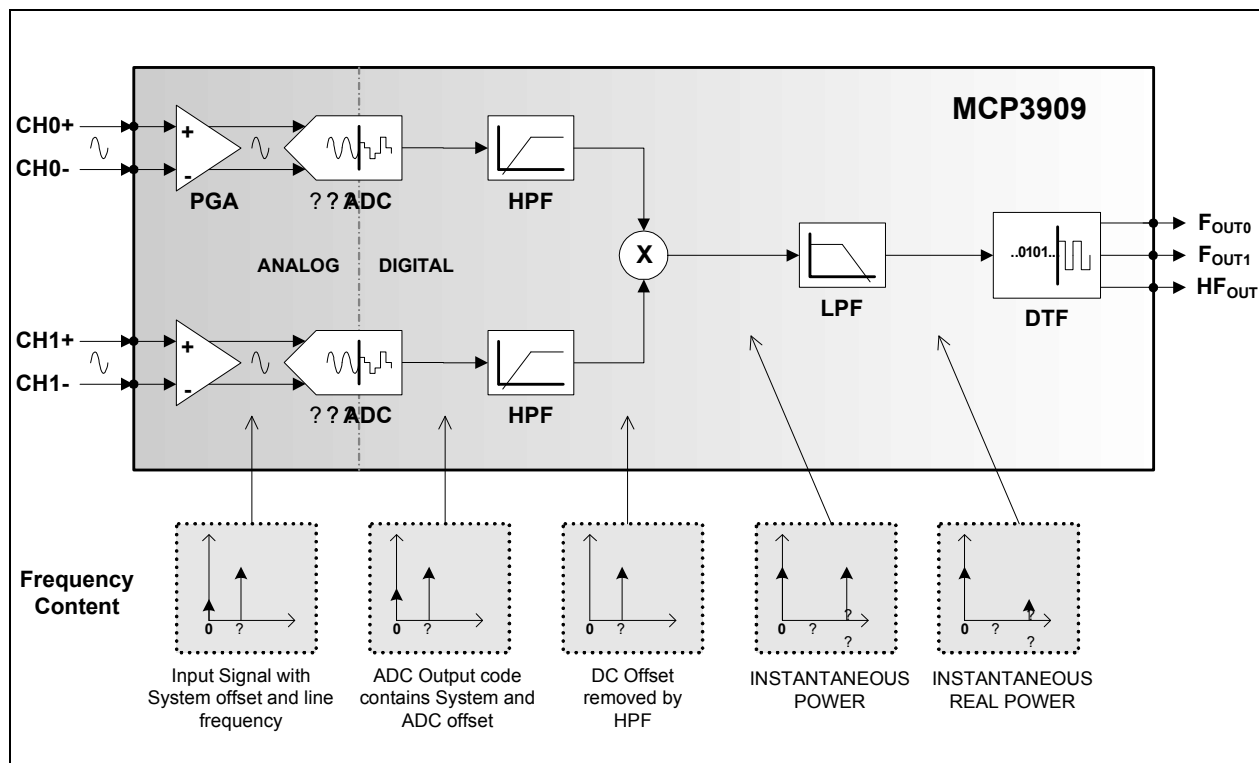 MCP3909
CH0+
CH0-
+
-
PGA
? ? ?
ADC
HPF
X
ANALOG
DIGITAL
LPF
..0101..
DTF
FOUT0
FOUT1
HFOUT
CH1+
CH1-
+
-
? ? ?
ADC
HPF
Frequency
Content
0
?
0
?
0
?
0
?
?
?
0
?
?
?
Input Signal with
System offset and line
frequency
ADC Output code
contains System and
ADC offset
DC Offset
removed by
HPF
INSTANTANEOUS
POWER
INSTANTANEOUS
REAL POWER